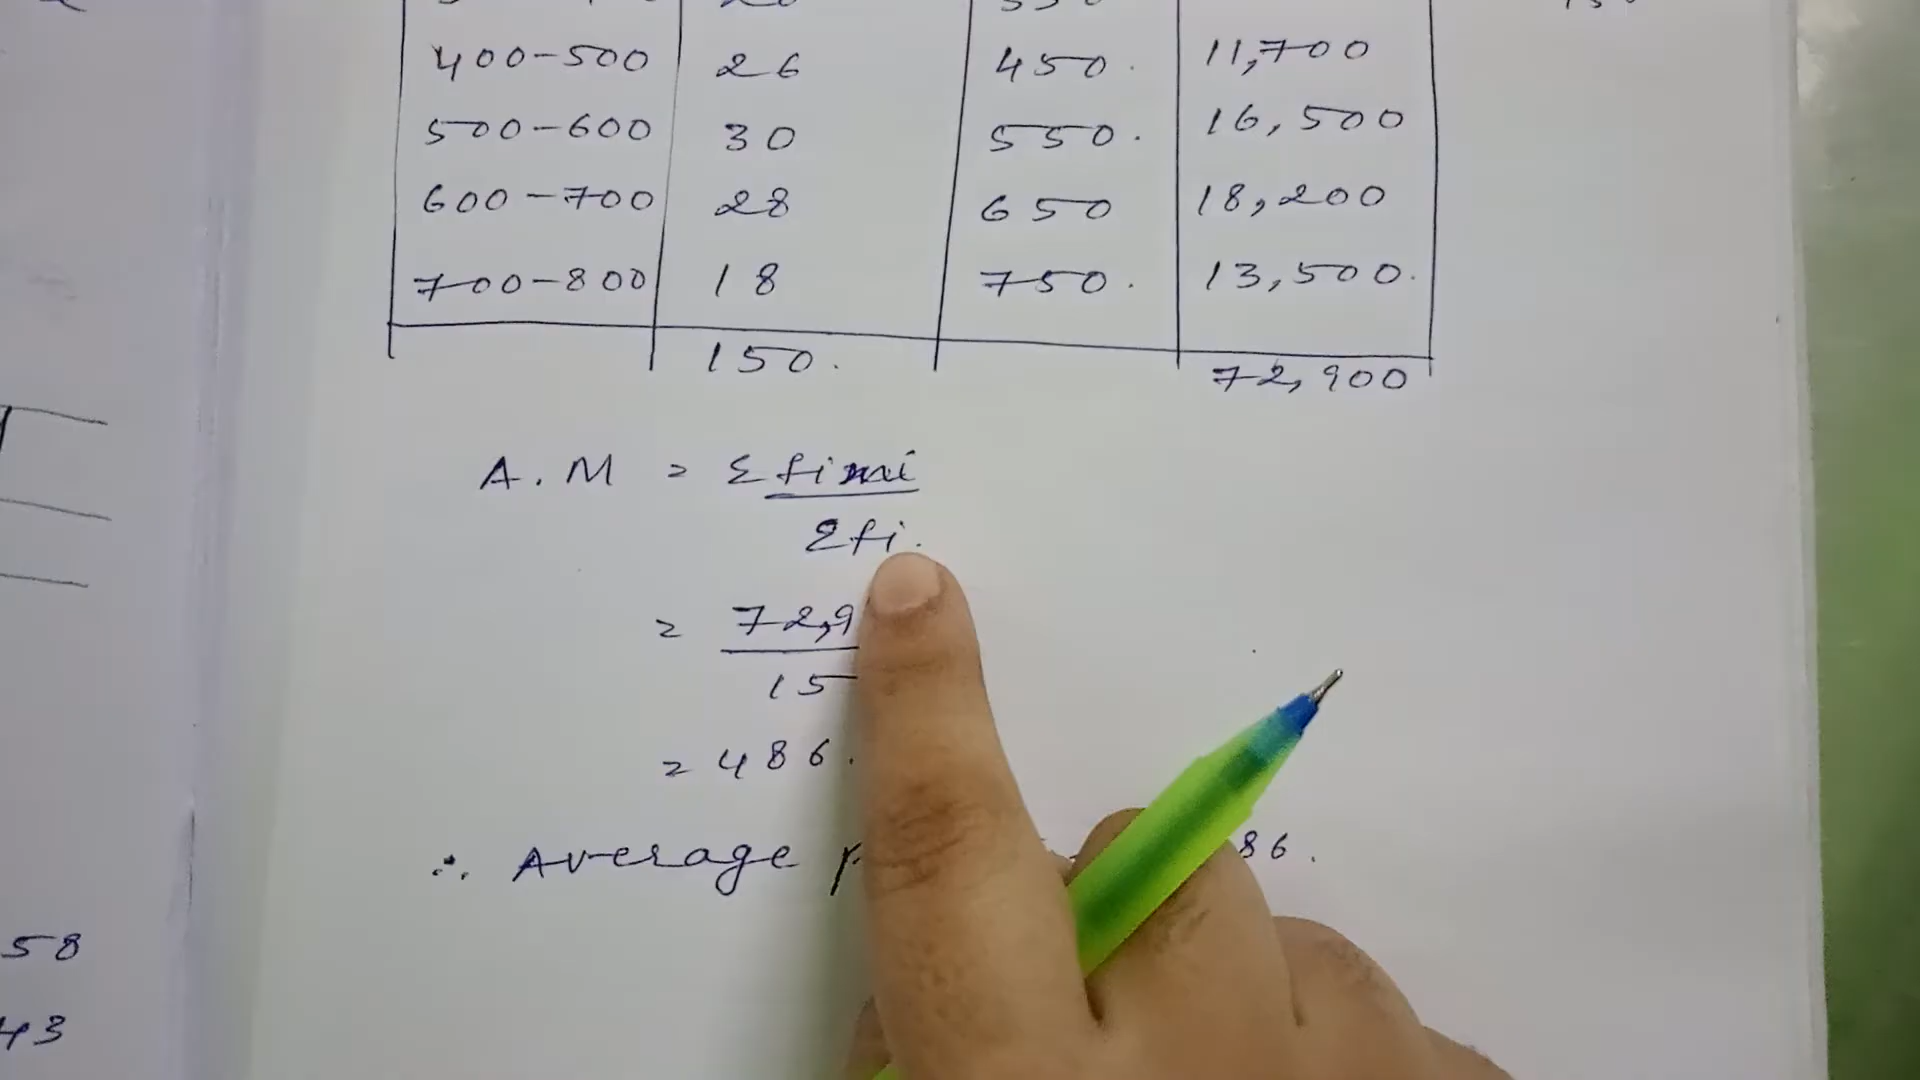 400-500 26 450. 11,700
500-600 30 550. 16,500
600-700 28 650 18,200
700-800 18 750. 13,500.
150. 72,900
A.M = Σfimi
Σfi.
= 72,9
15
= 486.
∴ Average 86.
58
43